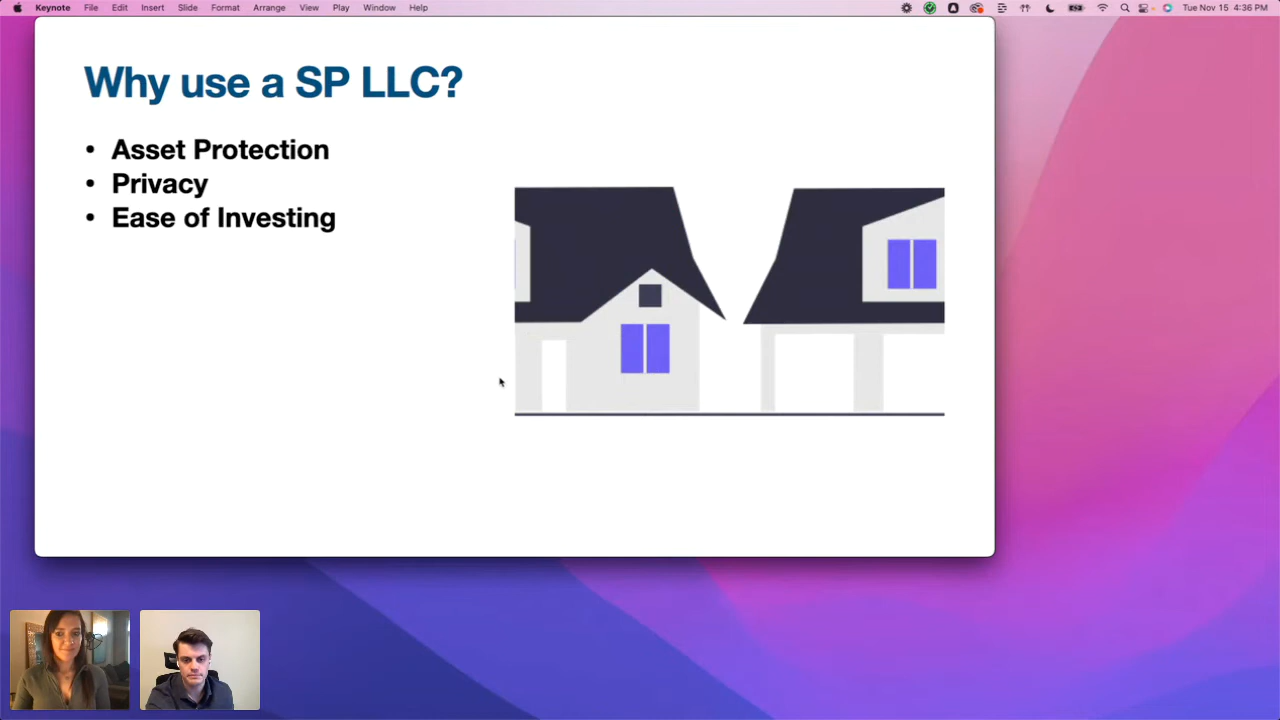 Keynote File Edit Insert Slide Format Arrange View Play Window Help Tue Nov 15 4:36 PM
Why use a SP LLC?
• Asset Protection
• Privacy
• Ease of Investing